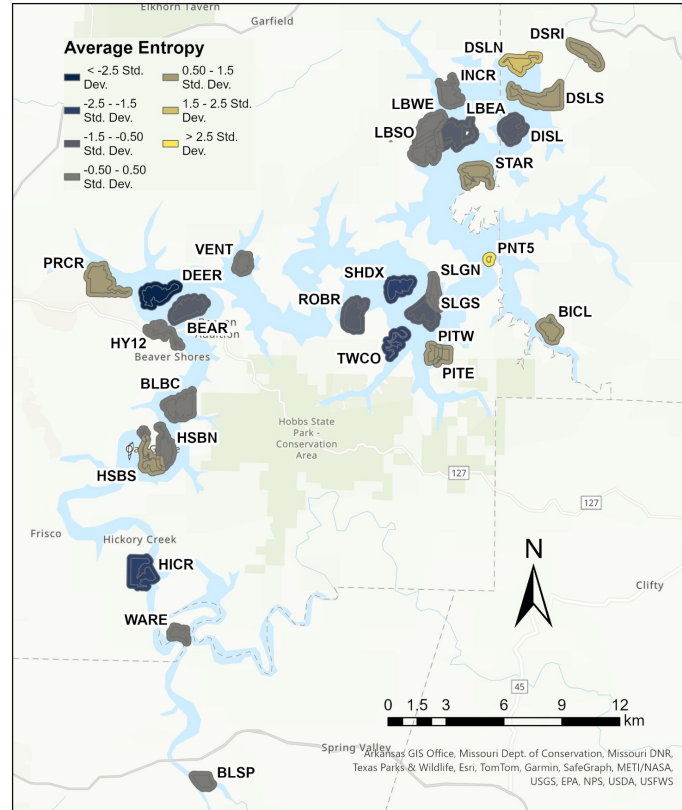 Elkhorn Tavern
Garfield
Average Entropy
< -2.5 Std.
Dev.
-2.5 - -1.5
Std. Dev.
-1.5 - -0.50
Std. Dev.
-0.50 - 0.50
Std. Dev.
0.50 - 1.5
Std. Dev.
1.5 - 2.5 Std.
Dev.
> 2.5 Std.
Dev.
DSRI
DSLN
INCR
DSLS
LBWE
LBEA
LBSO
DISL
STAR
VENT
PNT5
PRCR
DEER
SHDX
SLGN
ROBR
SLGS
BICL
BEAR
HY12
Addition
Beaver Shores
TWCO
PITW
PITE
BLBC
HSBN
Hobbs State
Park -
Conservation
Area
HSBS
127
127
Frisco
Hickory Creek
HICR
N
Clifty
WARE
45
0 1.5 3 6 9 12
km
Spring Valley
Arkansas GIS Office, Missouri Dept. of Conservation, Missouri DNR,
Texas Parks & Wildlife, Esri, TomTom, Garmin, SafeGraph, METI/NASA,
USGS, EPA, NPS, USDA, USFWS
BLSP